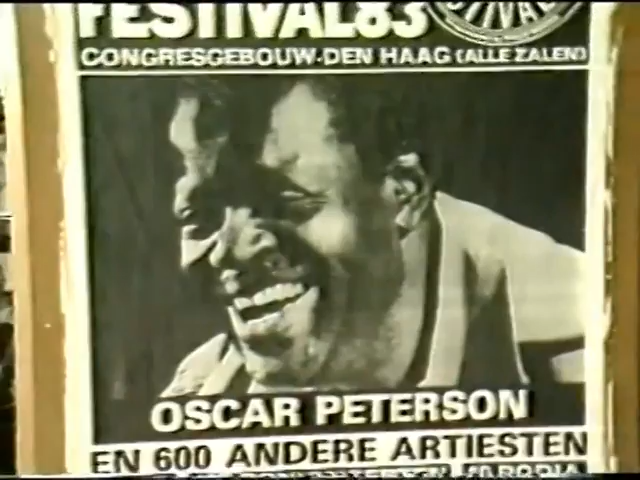 FESTIVAL83
CONGRESGEBOUW-DEN HAAG (ALLE ZALEN)
OSCAR PETERSON
EN 600 ANDERE ARTIESTEN